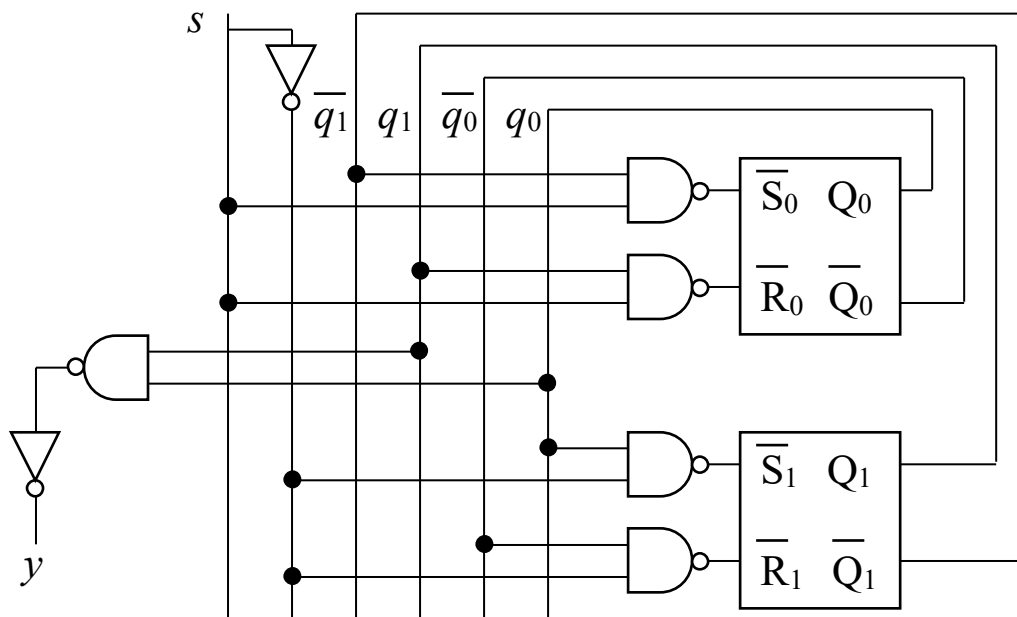 s
q̅₁ q₁ q̅₀ q₀
S̅₀ Q₀
R̅₀ Q̅₀
S̅₁ Q₁
y
R̅₁ Q̅₁